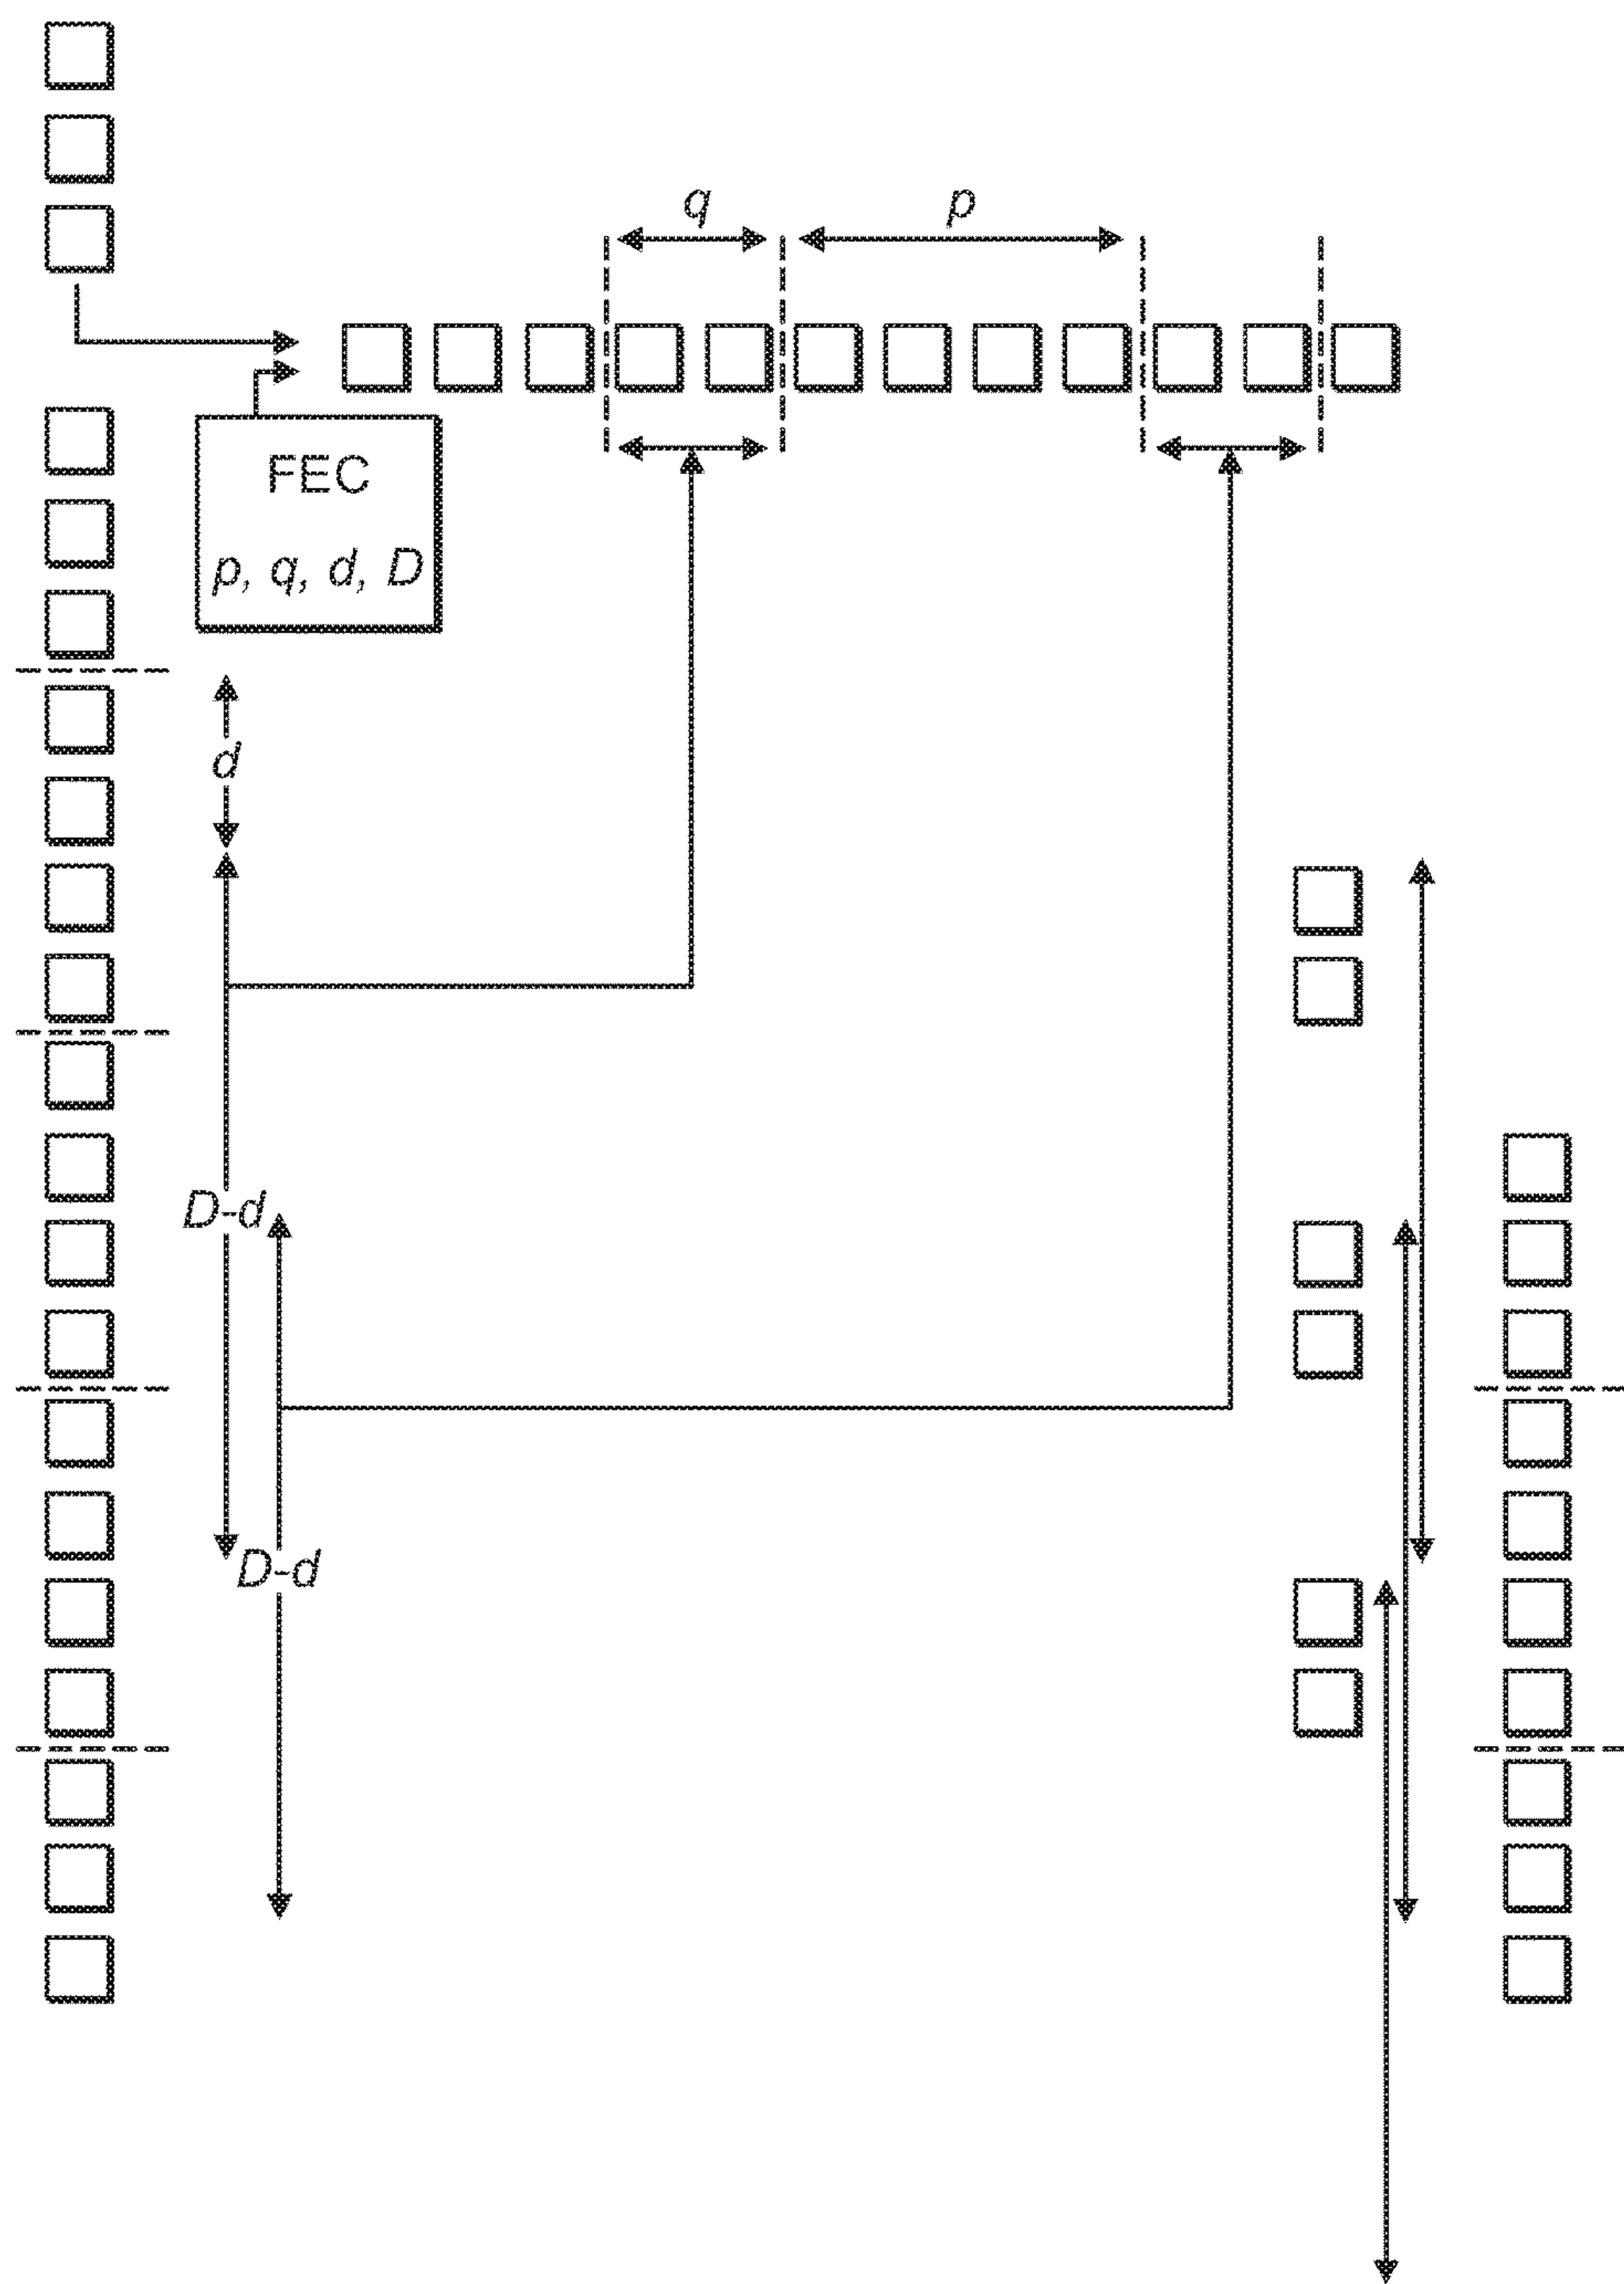 q
p
FEC
p, q, d, D
d
D-d
D-d